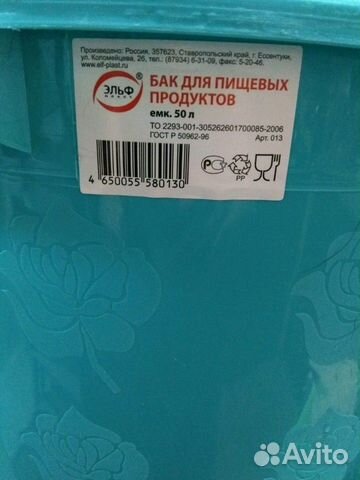 Произведено: Россия, 357623, Ставропольский край, г. Ессентуки,
ул. Коломейцева, 26, тел.: (87934) 6-31-09, факс: 5-20-46.
www.elf-plast.ru
ЭЛЬФ
БАК ДЛЯ ПИЩЕВЫХ
ПРОДУКТОВ
емк. 50 л
ТО 2293-001-305262601700085-2006
ГОСТ Р 50962-96
Арт. 013
PP
4 650055 580130
Avito